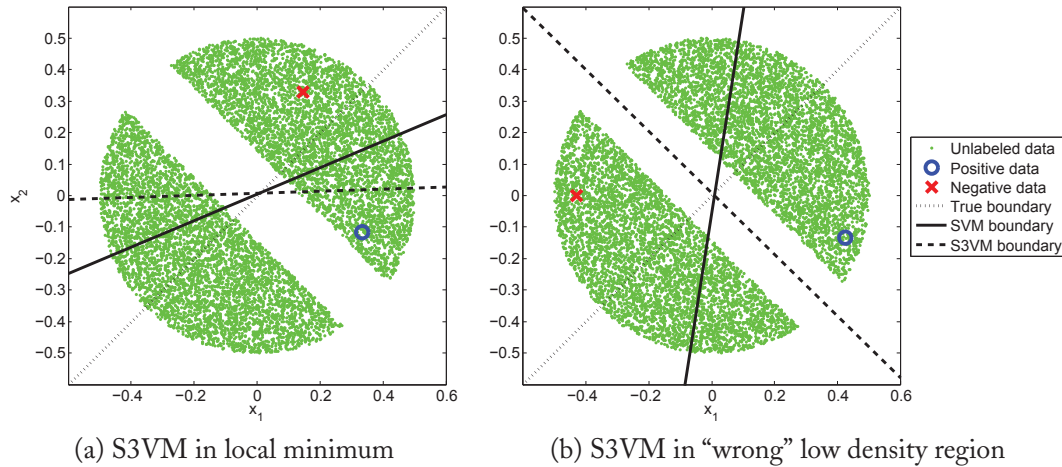 0.5
0.4
0.3
0.2
0.1
0
−0.1
−0.2
−0.3
−0.4
−0.5
x2
−0.4 −0.2 0 0.2 0.4 0.6
x1
(a) S3VM in local minimum
0.5
0.4
0.3
0.2
0.1
0
−0.1
−0.2
−0.3
−0.4
−0.5
−0.4 −0.2 0 0.2 0.4 0.6
x1
(b) S3VM in “wrong” low density region
Unlabeled data
Positive data
Negative data
True boundary
SVM boundary
S3VM boundary